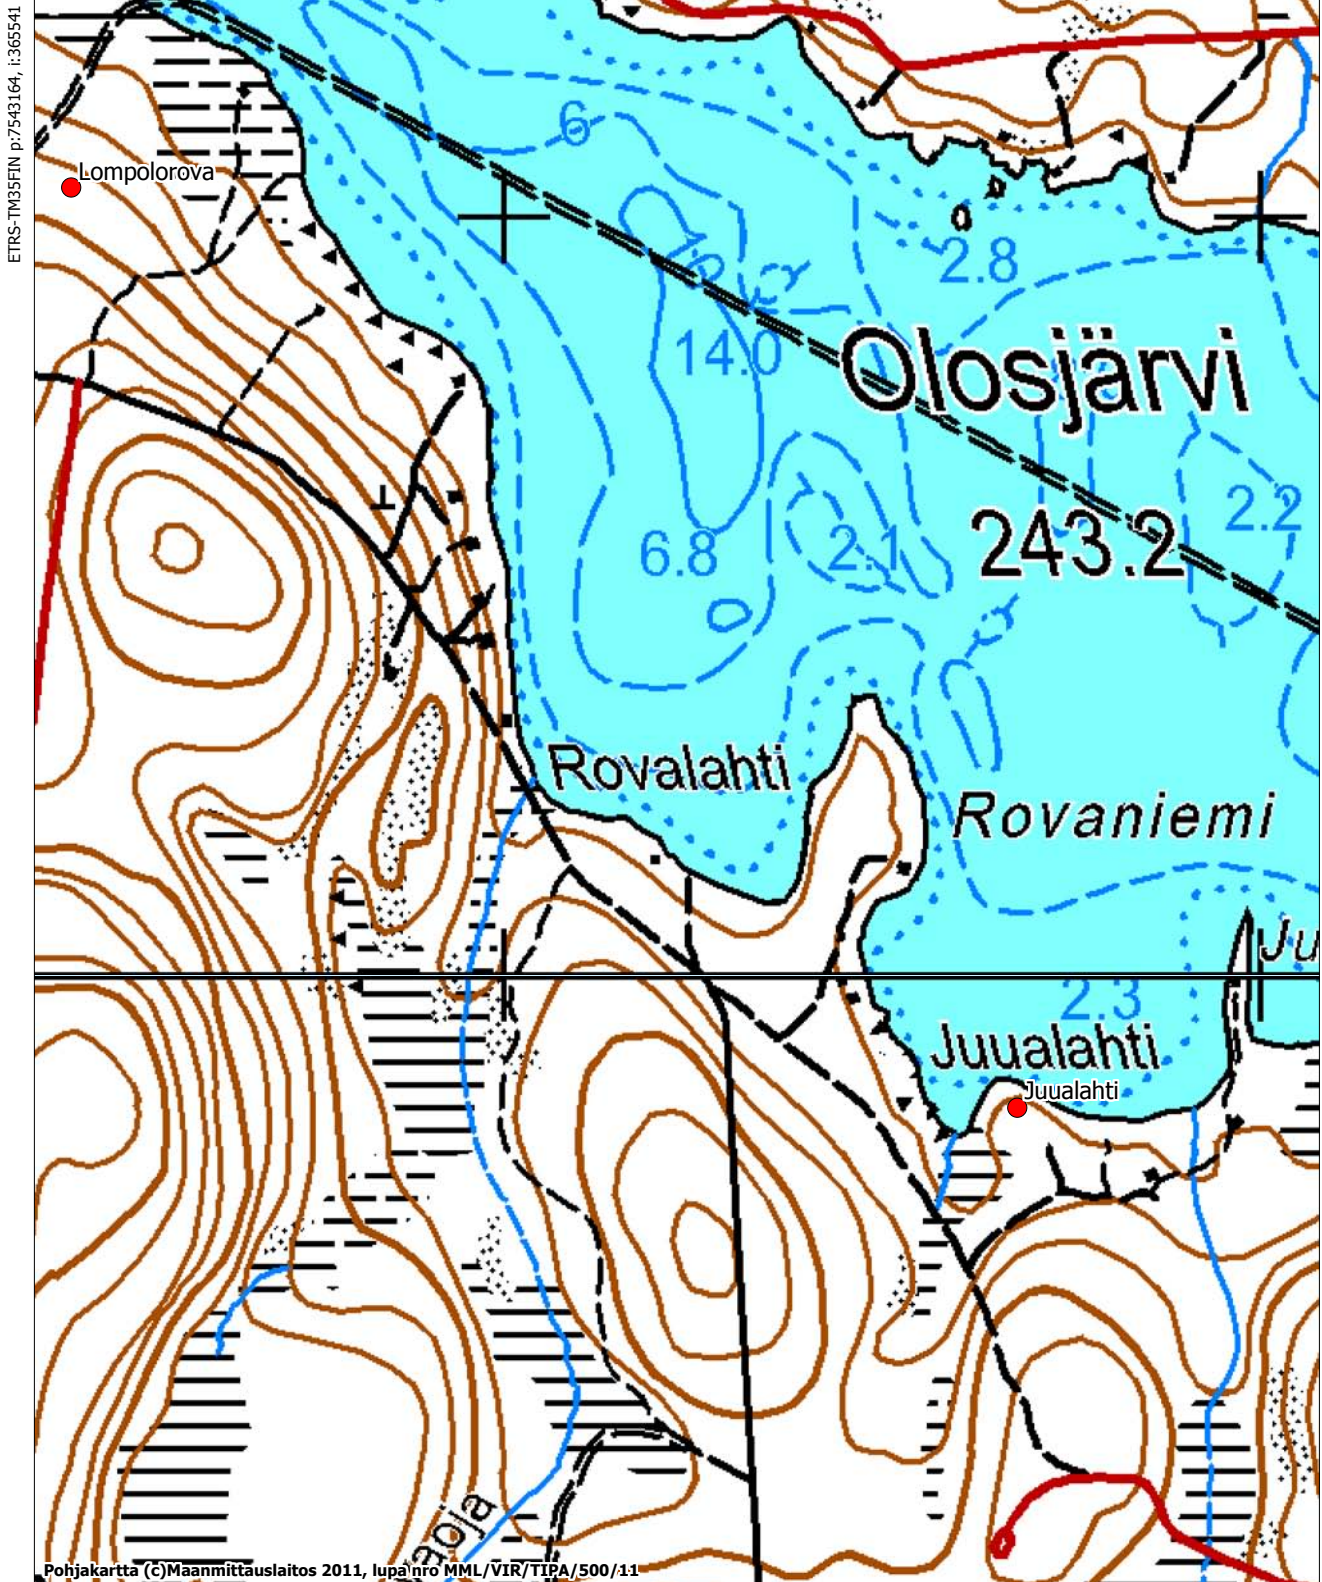 ETRS-TM35FIN p:7543164, i:365541
6
Lompolorova
2.8
14.0
Olosjärvi
2.2
243.2
6.8
2.1
Rovalahti
Rovaniemi
Ju
2.3
Juualahti
Juualahti
Pohjakartta (c)Maanmittauslaitos 2011, lupa nro MML/VIR/TIPA/500/11